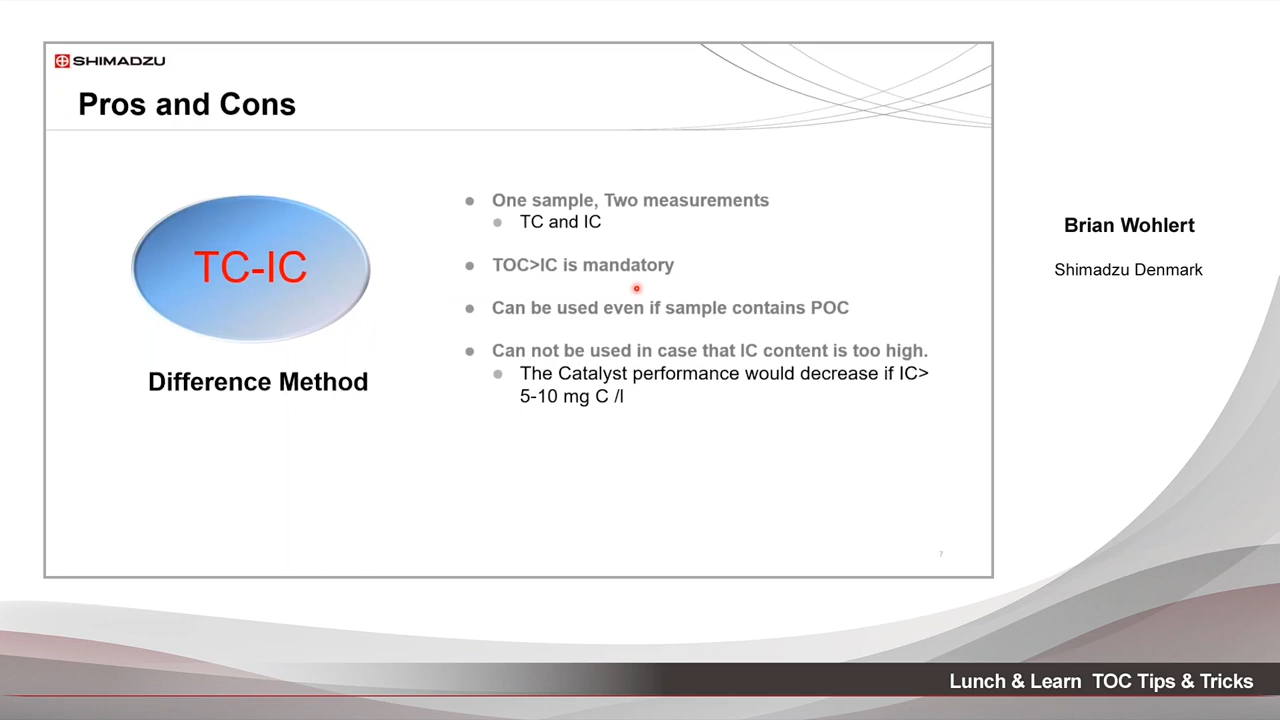 SHIMADZU
Pros and Cons
TC-IC
Difference Method
One sample, Two measurements
TC and IC
TOC>IC is mandatory
Can be used even if sample contains POC
Can not be used in case that IC content is too high.
The Catalyst performance would decrease if IC>
5-10 mg C /l
7
Brian Wohlert
Shimadzu Denmark
Lunch & Learn TOC Tips & Tricks